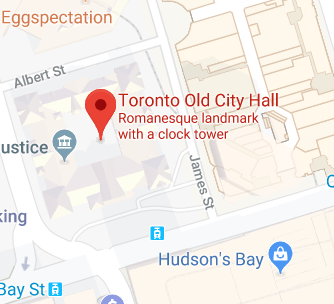 Eggspectation
Albert St
Toronto Old City Hall
Romanesque landmark
with a clock tower
ustice
James St
C
king
Hudson's Bay
Bay St